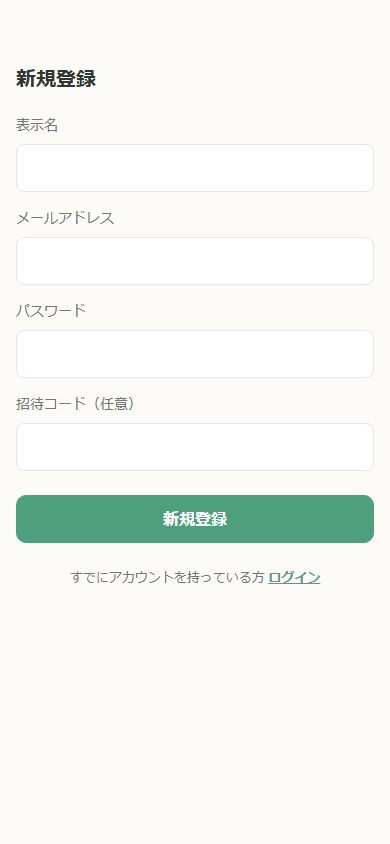 新規登録
表示名
メールアドレス
パスワード
招待コード（任意）
新規登録
すでにアカウントを持っている方 ログイン